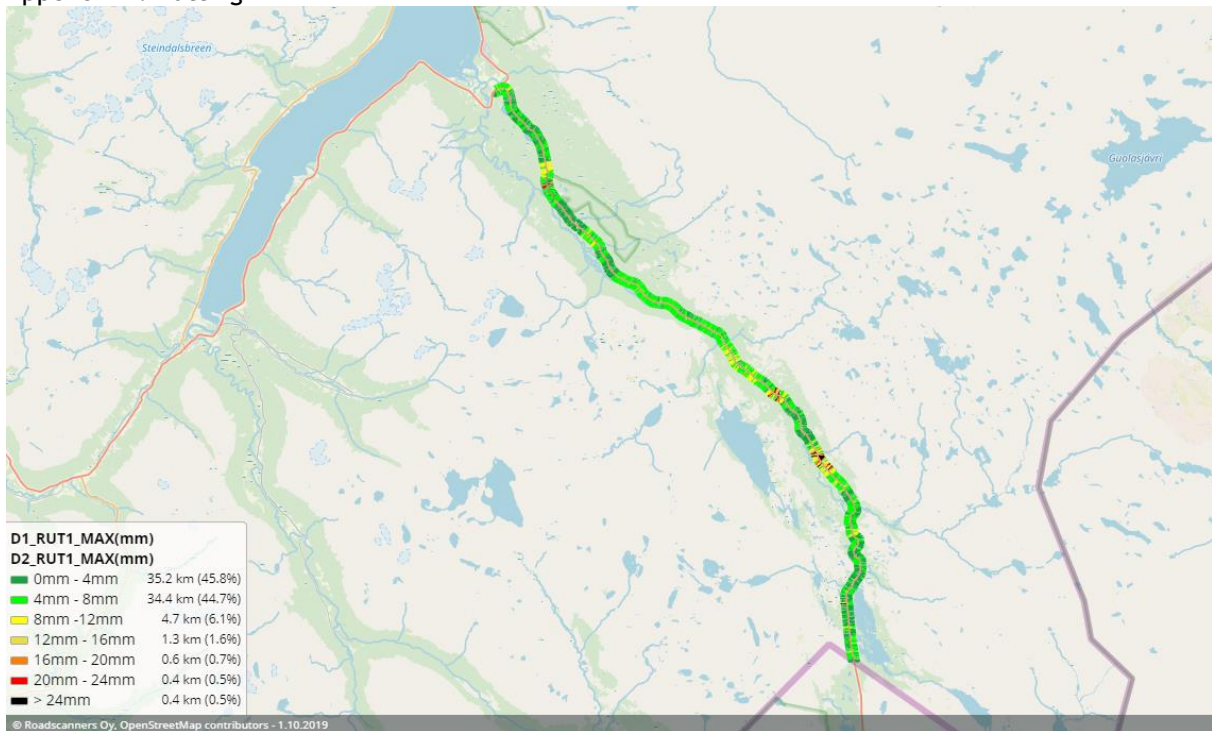 Steindalsbreen
Guolasjávri
D1_RUT1_MAX(mm)
D2_RUT1_MAX(mm)
0mm - 4mm 35.2 km (45.8%)
4mm - 8mm 34.4 km (44.7%)
8mm -12mm 4.7 km (6.1%)
12mm - 16mm 1.3 km (1.6%)
16mm - 20mm 0.6 km (0.7%)
20mm - 24mm 0.4 km (0.5%)
> 24mm 0.4 km (0.5%)
© Roadscanners Oy, OpenStreetMap contributors - 1.10.2019